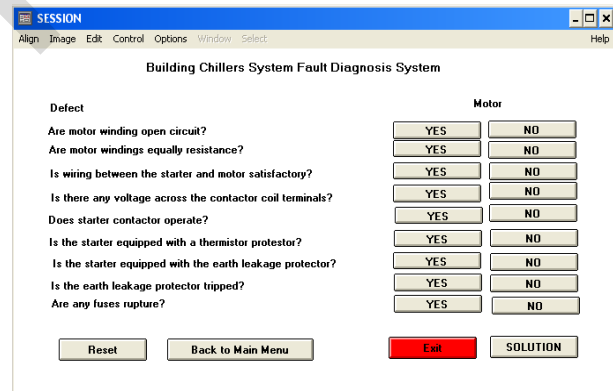 SESSION
Align Image Edit Control Options Window Select Help
Building Chillers System Fault Diagnosis System
Defect Motor
Are motor winding open circuit? YES NO
Are motor windings equally resistance? YES NO
Is wiring between the starter and motor satisfactory? YES NO
Is there any voltage across the contactor coil terminals? YES NO
Does starter contactor operate? YES NO
Is the starter equipped with a thermistor protestor? YES NO
Is the starter equipped with the earth leakage protector? YES NO
Is the earth leakage protector tripped? YES NO
Are any fuses rupture? YES NO
Reset Back to Main Menu Exit SOLUTION